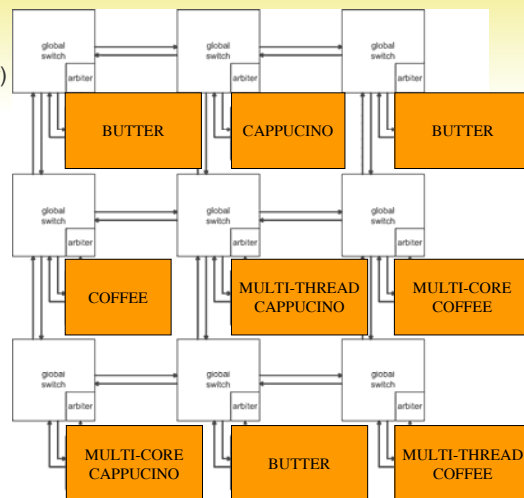 global
switch
arbiter
global
switch
arbiter
global
switch
arbiter
)
BUTTER
CAPPUCINO
BUTTER
global
switch
arbiter
global
switch
arbiter
global
switch
arbiter
COFFEE
MULTI-THREAD
CAPPUCINO
MULTI-CORE
COFFEE
global
switch
arbiter
global
switch
arbiter
global
switch
arbiter
MULTI-CORE
CAPPUCINO
BUTTER
MULTI-THREAD
COFFEE